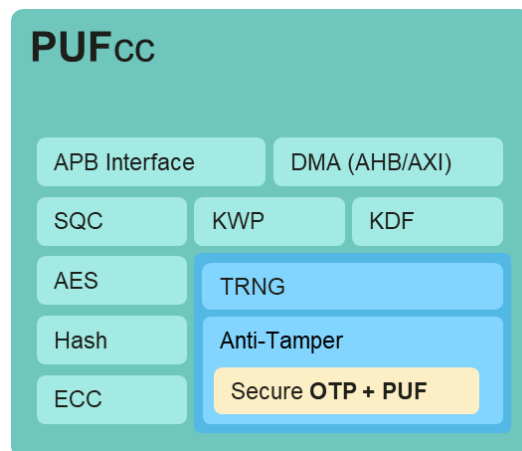 PUFcc
APB Interface
DMA (AHB/AXI)
SQC
KWP
KDF
AES
TRNG
Hash
Anti-Tamper
Secure OTP + PUF
ECC